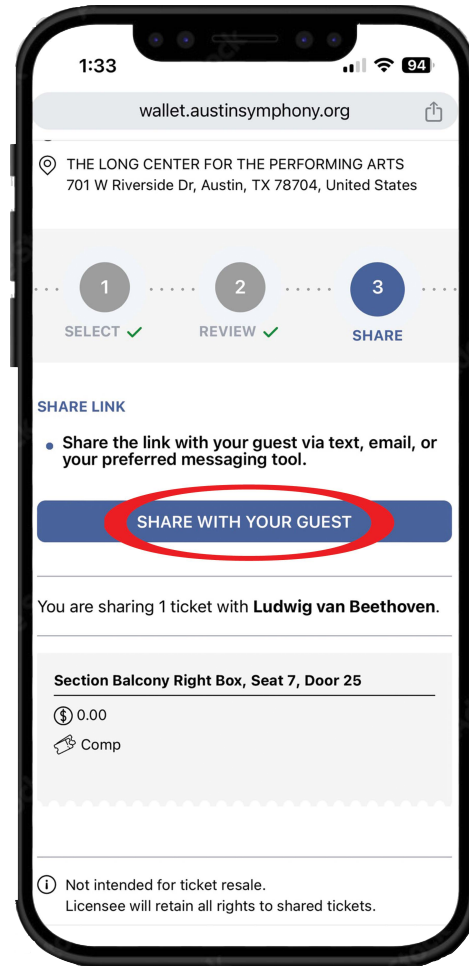 1:33
94
wallet.austinsymphony.org
THE LONG CENTER FOR THE PERFORMING ARTS
701 W Riverside Dr, Austin, TX 78704, United States
1 2 3
SELECT REVIEW SHARE
SHARE LINK
• Share the link with your guest via text, email, or
your preferred messaging tool.
SHARE WITH YOUR GUEST
You are sharing 1 ticket with Ludwig van Beethoven.
Section Balcony Right Box, Seat 7, Door 25
$ 0.00
Comp
i Not intended for ticket resale.
Licensee will retain all rights to shared tickets.